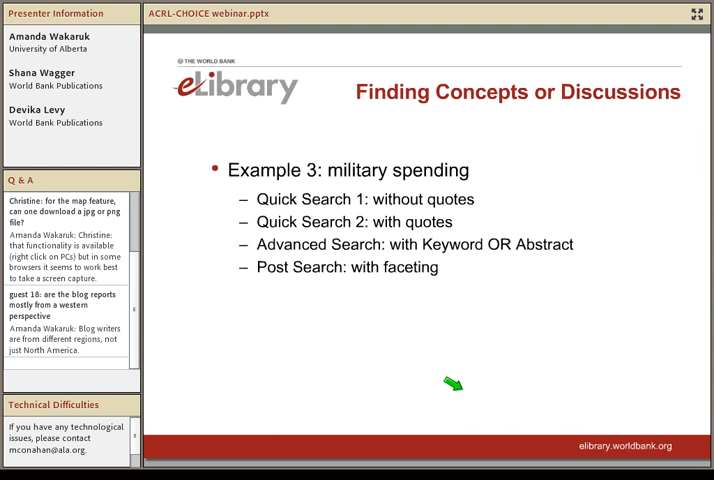 Presenter Information
Amanda Wakaruk
University of Alberta
Shana Wagger
World Bank Publications
Devika Levy
World Bank Publications
Q & A
Christine: for the map feature,
can one download a jpg or png
file?
Amanda Wakaruk: Christine:
that functionality is available
(right click on PCs) but in some
browsers it seems to work best
to take a screen capture.
guest 18: are the blog reports
mostly from a western
perspective
Amanda Wakaruk: Blog writers
are from different regions, not
just North America.
Technical Difficulties
If you have any technological
issues, please contact
mconahan@ala.org.
ACRL-CHOICE webinar.pptx
THE WORLD BANK
eLibrary
Finding Concepts or Discussions
• Example 3: military spending
– Quick Search 1: without quotes
– Quick Search 2: with quotes
– Advanced Search: with Keyword OR Abstract
– Post Search: with faceting
elibrary.worldbank.org